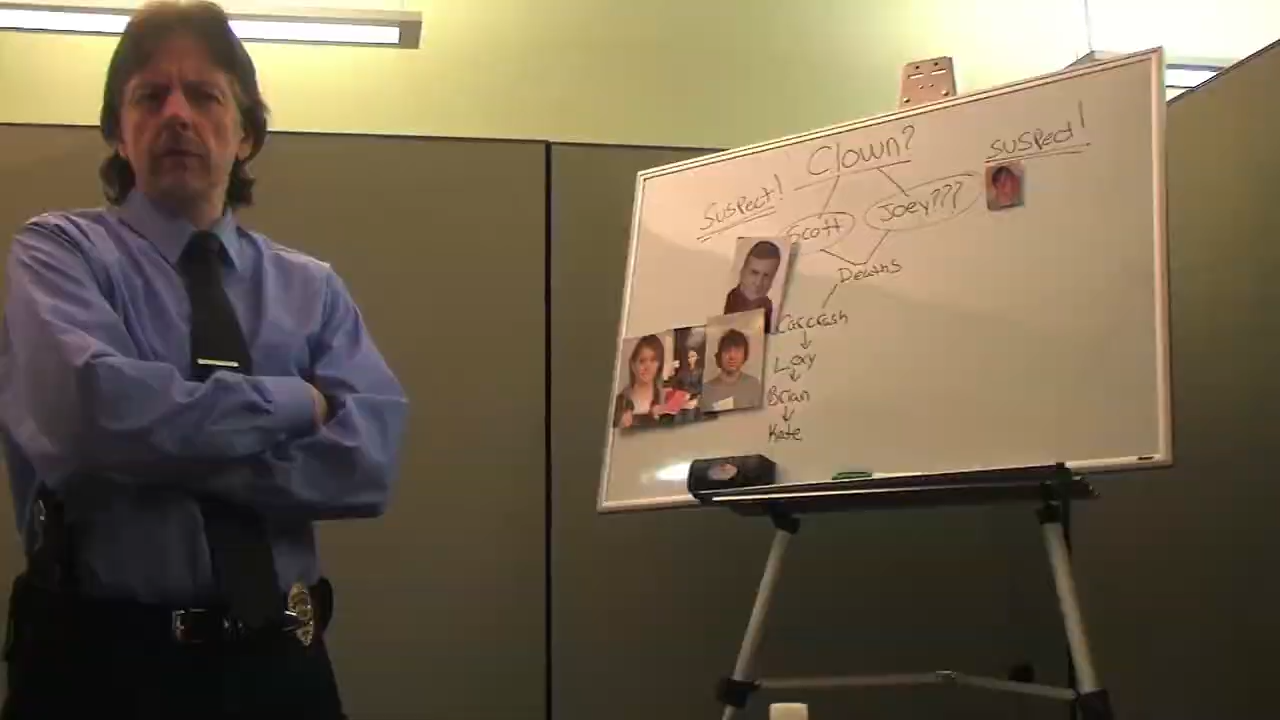 Clown?
Suspect!
suspect!
Scott
Joey???
Deaths
Car crash
Lexy
Brian
Kate